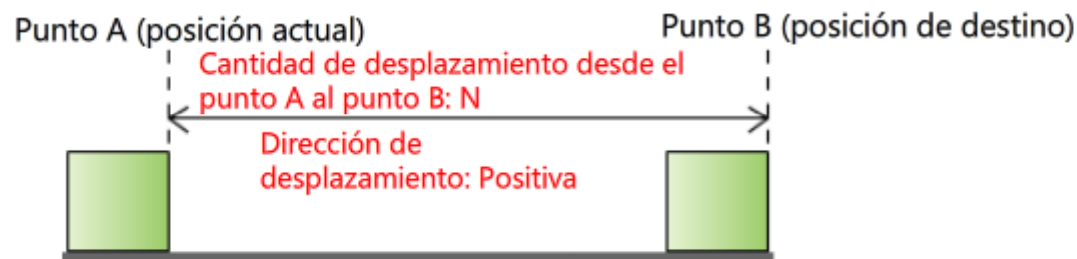 Punto A (posición actual)
Punto B (posición de destino)
Cantidad de desplazamiento desde el
punto A al punto B: N
Dirección de
desplazamiento: Positiva